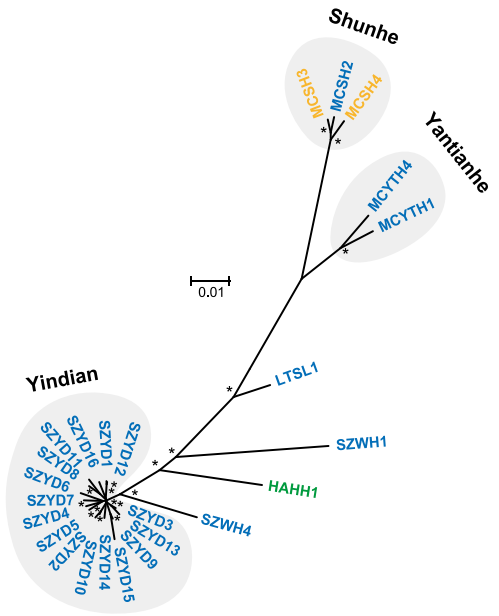 Shunhe
MCSH3
MCSH2
MCSH4
Yantianhe
MCYTH4
MCYTH1
0.01
LTSL1
Yindian
SZWH1
HAHH1
SZWH4
SZYD12
SZYD1
SZYD16
SZYD11
SZYD8
SZYD6
SZYD7
SZYD4
SZYD5
SZYD2
SZYD10
SZYD14
SZYD15
SZYD9
SZYD13
SZYD3